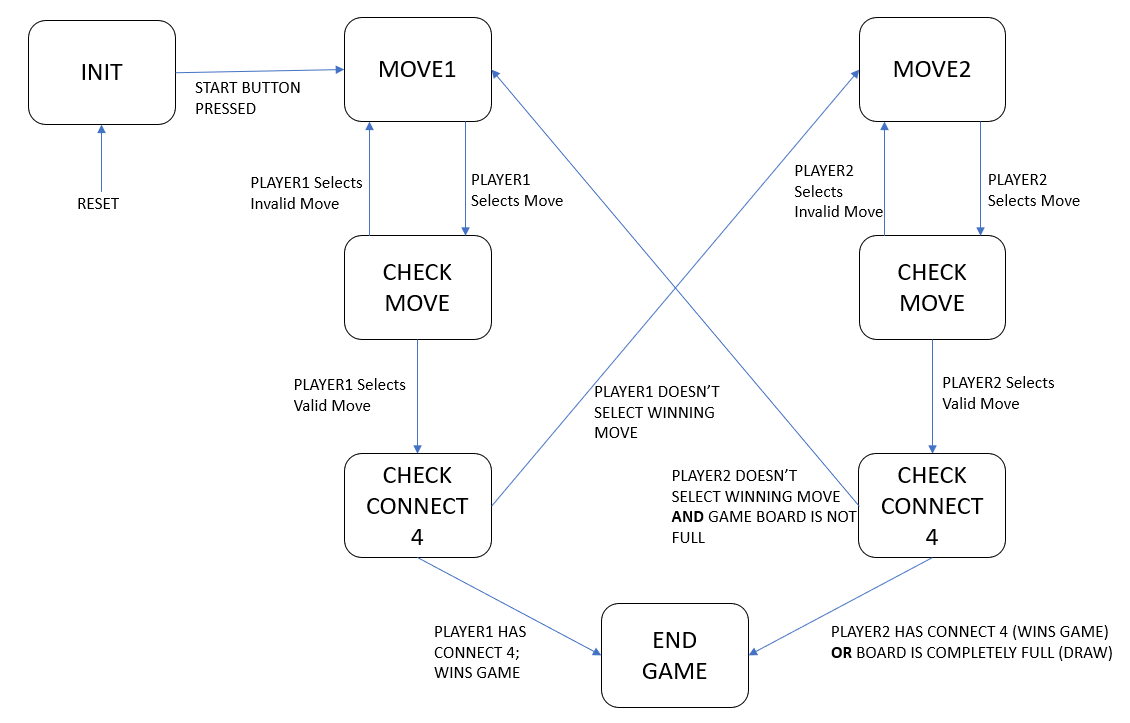 INIT
START BUTTON
PRESSED
RESET
MOVE1
PLAYER1 Selects
Invalid Move
PLAYER1
Selects Move
CHECK
MOVE
PLAYER1 Selects
Valid Move
CHECK
CONNECT
4
PLAYER1 DOESN'T
SELECT WINNING
MOVE
PLAYER1 HAS
CONNECT 4;
WINS GAME
MOVE2
PLAYER2
Selects
Invalid Move
PLAYER2
Selects Move
CHECK
MOVE
PLAYER2 Selects
Valid Move
CHECK
CONNECT
4
PLAYER2 DOESN'T
SELECT WINNING MOVE
AND GAME BOARD IS NOT
FULL
PLAYER2 HAS CONNECT 4 (WINS GAME)
OR BOARD IS COMPLETELY FULL (DRAW)
END
GAME